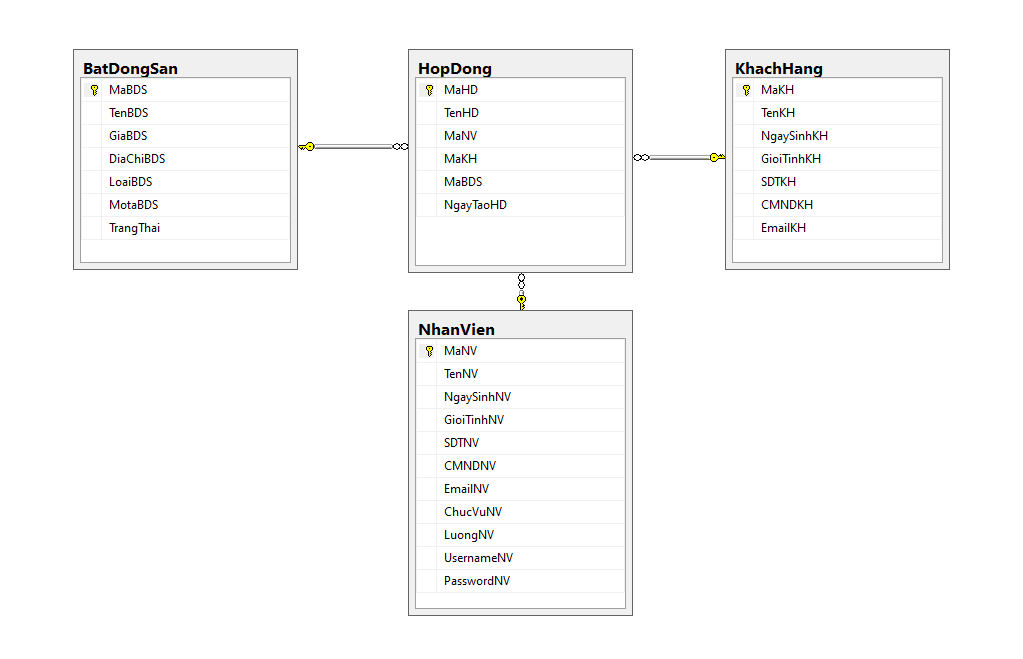 BatDongSan
MaBDS
TenBDS
GiaBDS
DiaChiBDS
LoaiBDS
MotaBDS
TrangThai
HopDong
MaHD
TenHD
MaNV
MaKH
MaBDS
NgayTaoHD
KhachHang
MaKH
TenKH
NgaySinhKH
GioiTinhKH
SDTKH
CMNDKH
EmailKH
NhanVien
MaNV
TenNV
NgaySinhNV
GioiTinhNV
SDTNV
CMNDNV
EmailNV
ChucVuNV
LuongNV
UsernameNV
PasswordNV